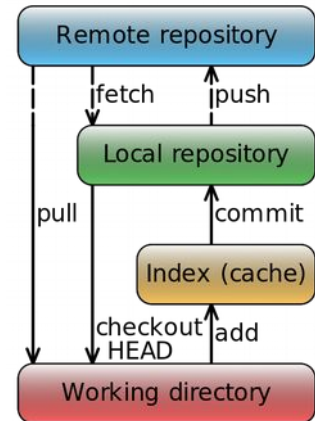 Remote repository
fetch
push
Local repository
pull
commit
Index (cache)
checkout
HEAD
add
Working directory